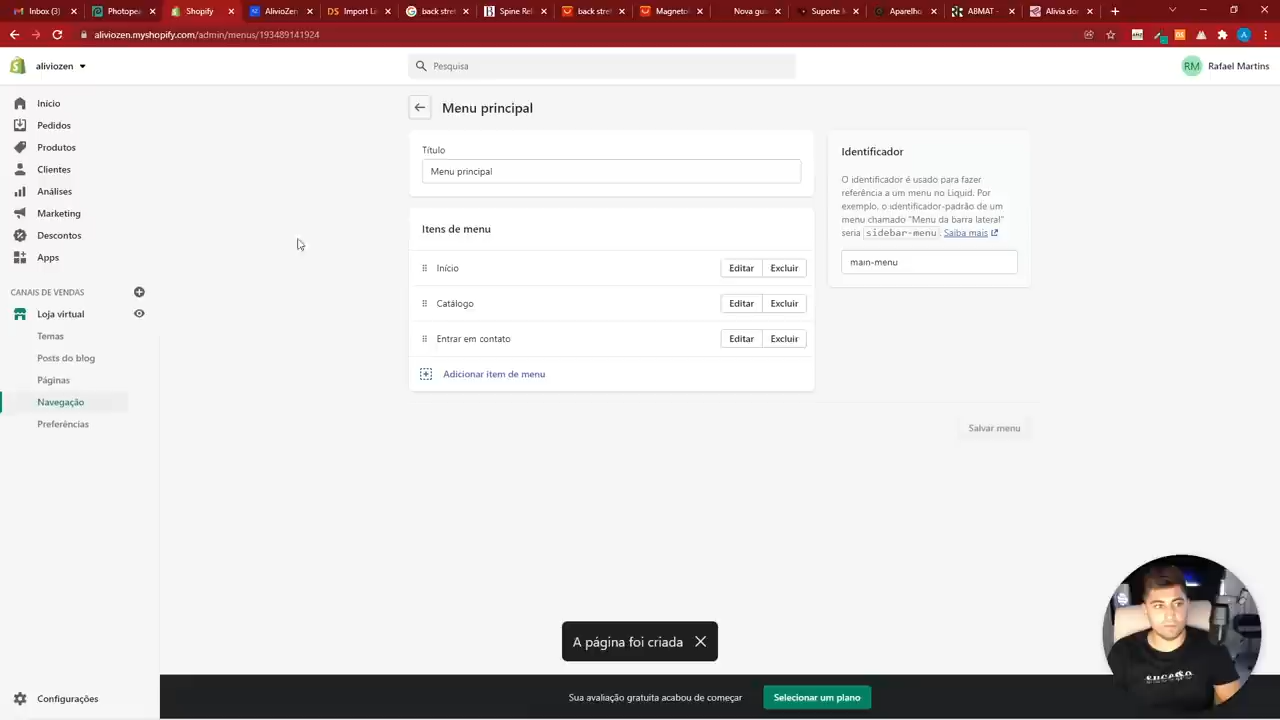 Inbox (3)
Photopea
Shopify
AlivioZen
Import Li
back stret
Spine Rel
back stret
Magneto
Nova gui
Suporte M
Aparelho
ABMAT -
Alivia dor
aliviozen.myshopify.com/admin/menus/193489141924
aliviozen
Pesquisa
RM Rafael Martins
Início
Pedidos
Produtos
Clientes
Análises
Marketing
Descontos
Apps
CANAIS DE VENDAS
Loja virtual
Temas
Posts do blog
Páginas
Navegação
Preferências
Configurações
Menu principal
Título
Menu principal
Itens de menu
Início Editar Excluir
Catálogo Editar Excluir
Entrar em contato Editar Excluir
Adicionar item de menu
Identificador
O identificador é usado para fazer
referência a um menu no Liquid. Por
exemplo, o identificador-padrão de um
menu chamado "Menu da barra lateral"
seria sidebar-menu. Saiba mais
main-menu
Salvar menu
A página foi criada
Sua avaliação gratuita acabou de começar
Selecionar um plano
sucesso